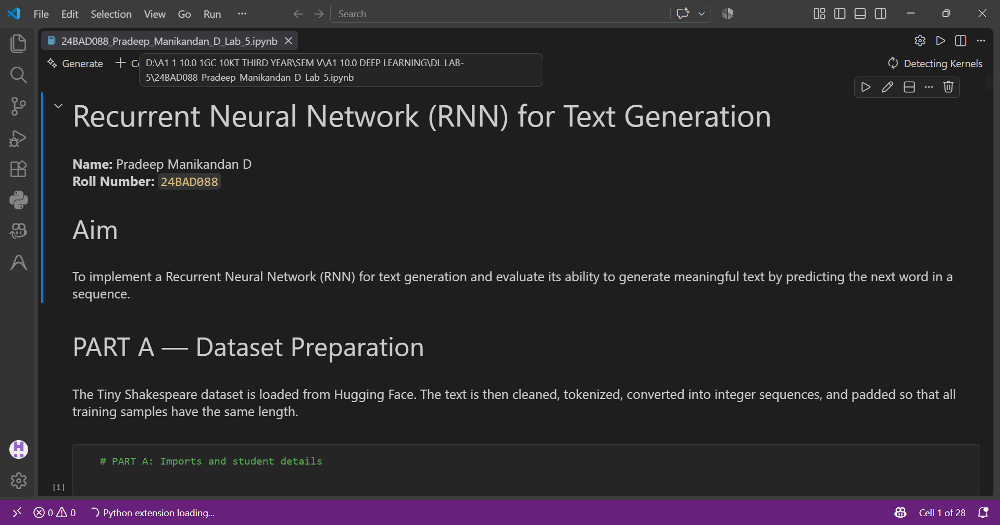 File Edit Selection View Go Run ···
Search
24BAD088_Pradeep_Manikandan_D_Lab_5.ipynb
Generate
D:\A1 1 10.0 1GC 10KT THIRD YEAR\SEM V\A1 10.0 DEEP LEARNING\DL LAB-
5\24BAD088_Pradeep_Manikandan_D_Lab_5.ipynb
Detecting Kernels
Recurrent Neural Network (RNN) for Text Generation
Name: Pradeep Manikandan D
Roll Number: 24BAD088
Aim
To implement a Recurrent Neural Network (RNN) for text generation and evaluate its ability to generate meaningful text by predicting the next word in a
sequence.
PART A — Dataset Preparation
The Tiny Shakespeare dataset is loaded from Hugging Face. The text is then cleaned, tokenized, converted into integer sequences, and padded so that all
training samples have the same length.
# PART A: Imports and student details
[1]
0 0 Python extension loading... Cell 1 of 28